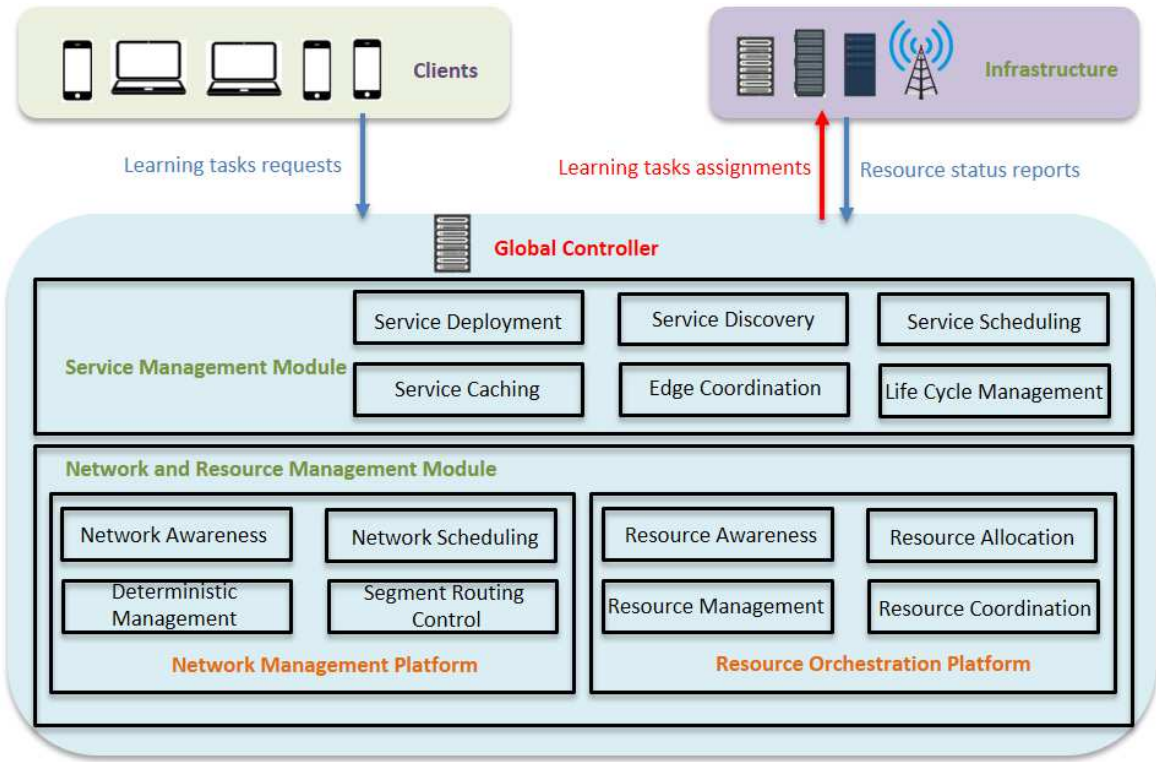 Clients
Infrastructure
Learning tasks requests
Learning tasks assignments
Resource status reports
Global Controller
Service Management Module
Service Deployment
Service Discovery
Service Scheduling
Service Caching
Edge Coordination
Life Cycle Management
Network and Resource Management Module
Network Awareness
Network Scheduling
Deterministic
Management
Segment Routing
Control
Network Management Platform
Resource Awareness
Resource Allocation
Resource Management
Resource Coordination
Resource Orchestration Platform